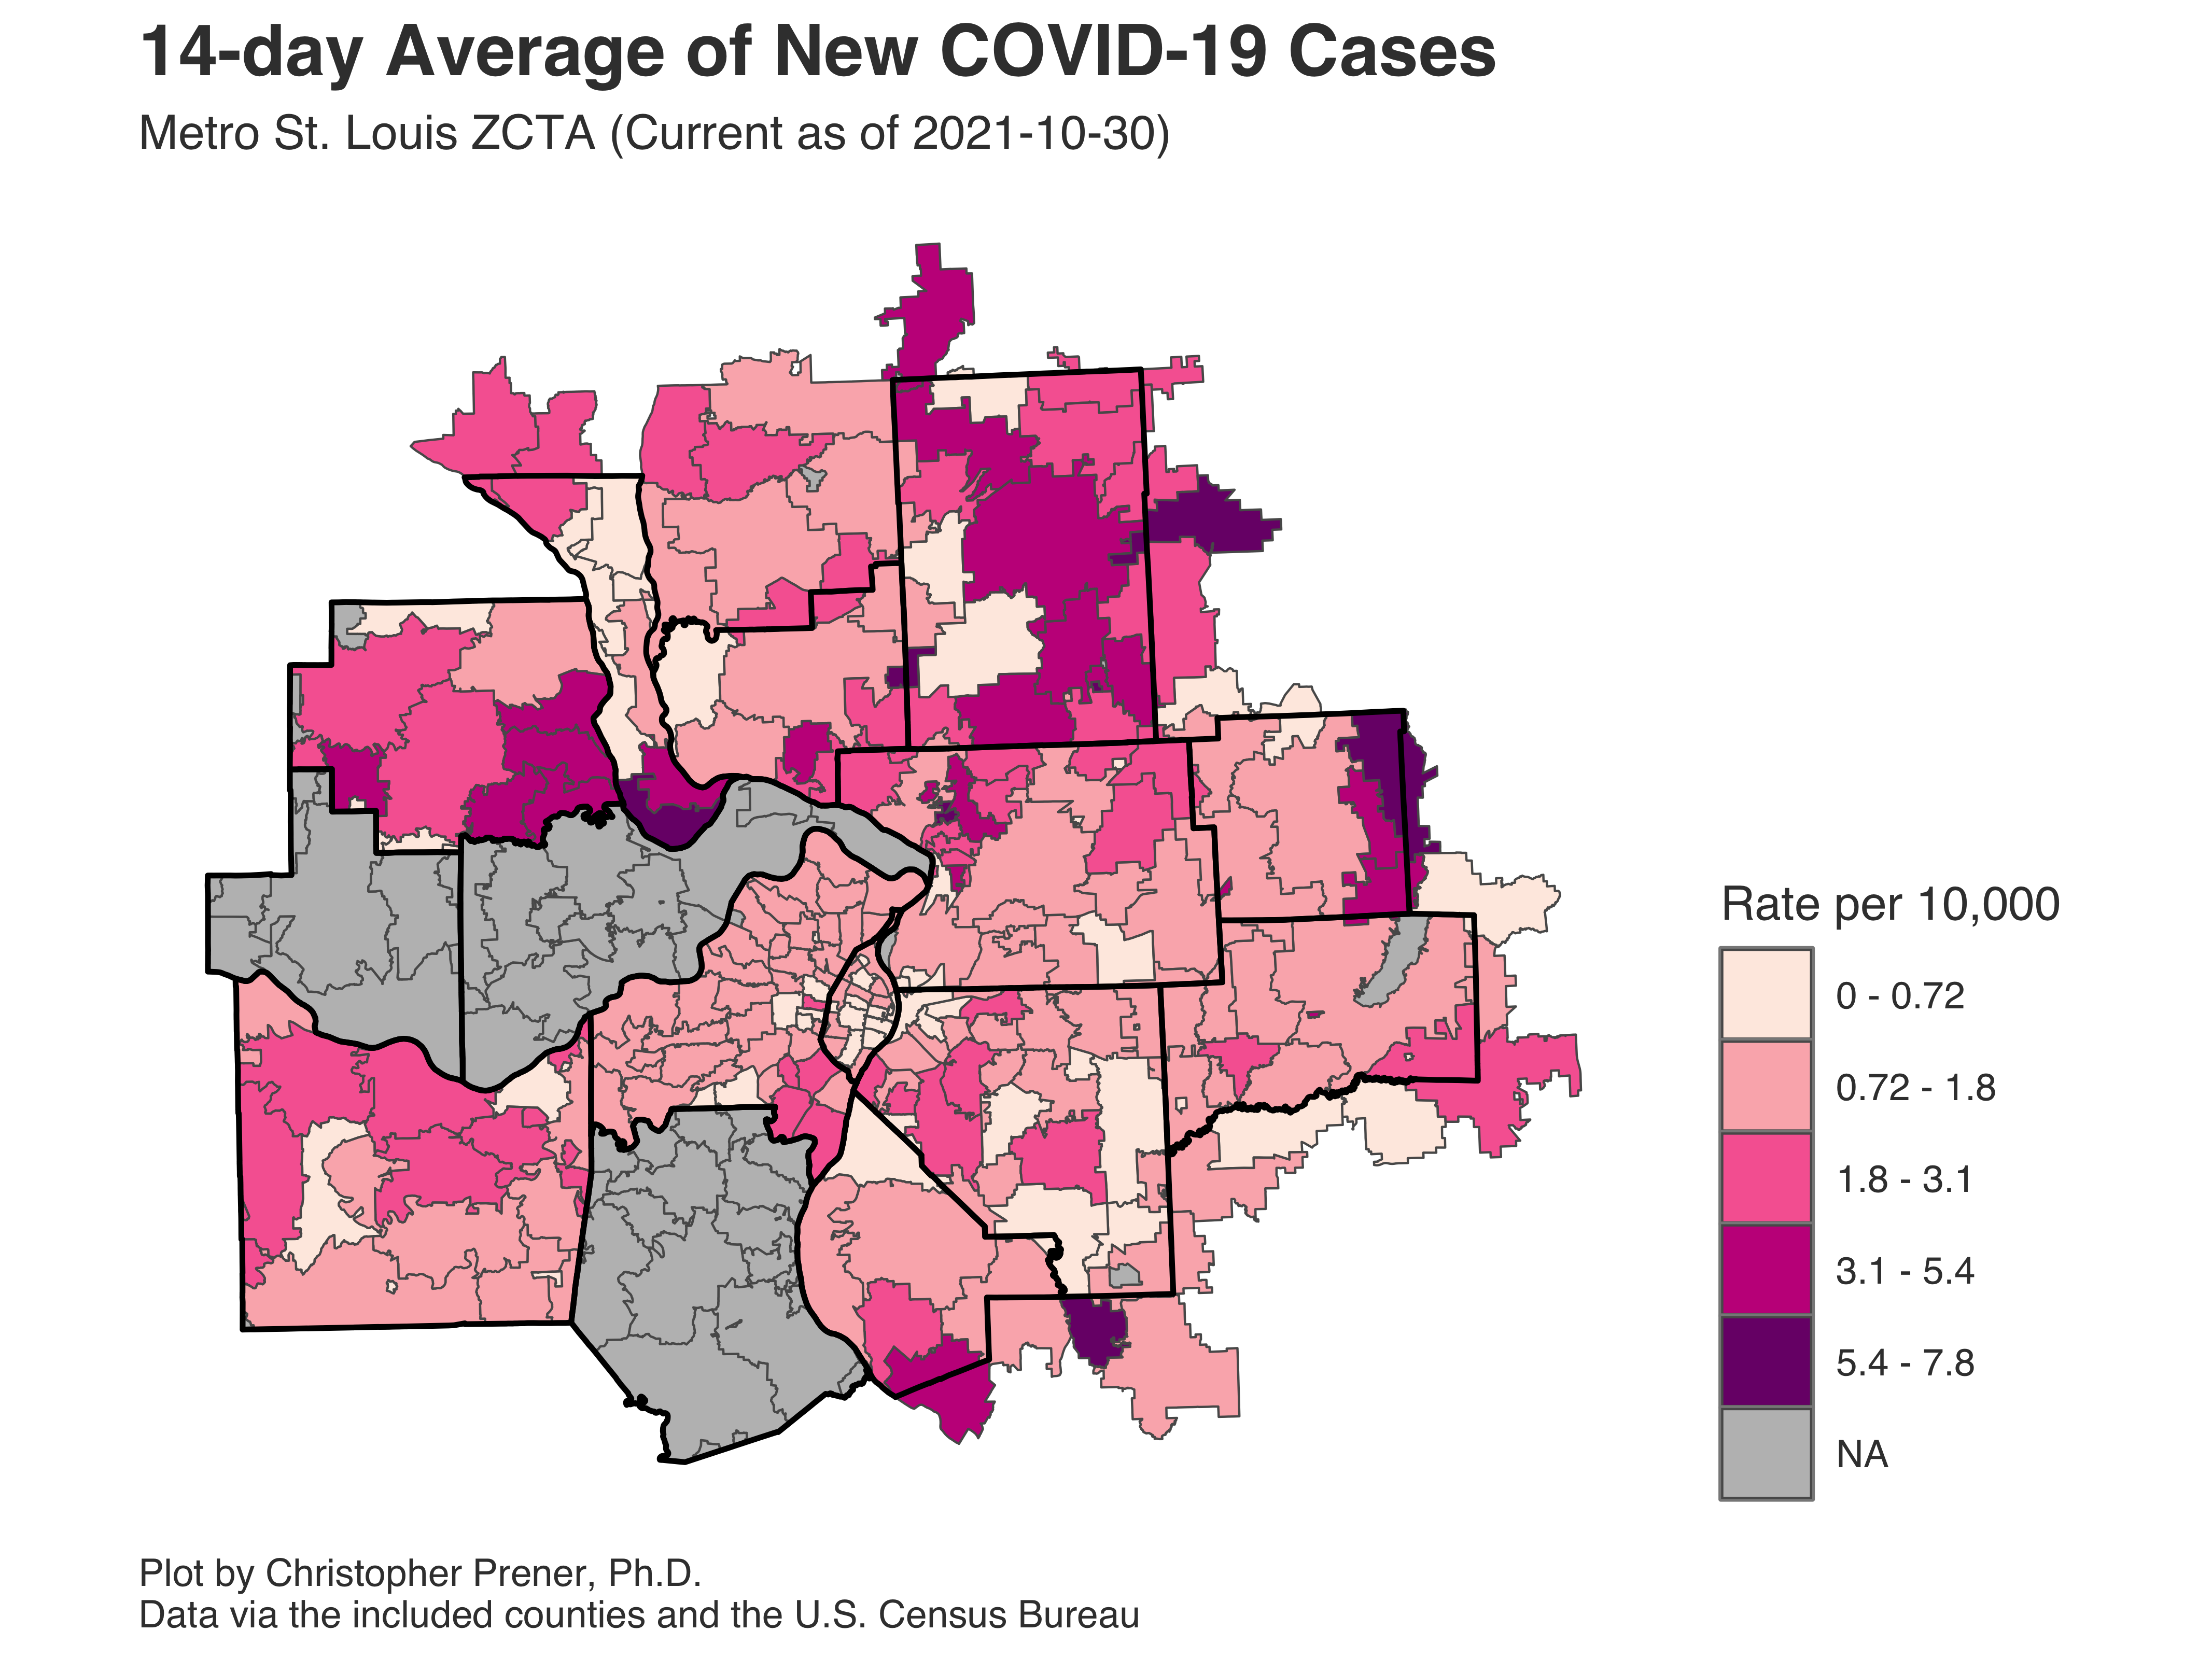 14-day Average of New COVID-19 Cases
Metro St. Louis ZCTA (Current as of 2021-10-30)
Rate per 10,000
0 - 0.72
0.72 - 1.8
1.8 - 3.1
3.1 - 5.4
5.4 - 7.8
NA
Plot by Christopher Prener, Ph.D.
Data via the included counties and the U.S. Census Bureau